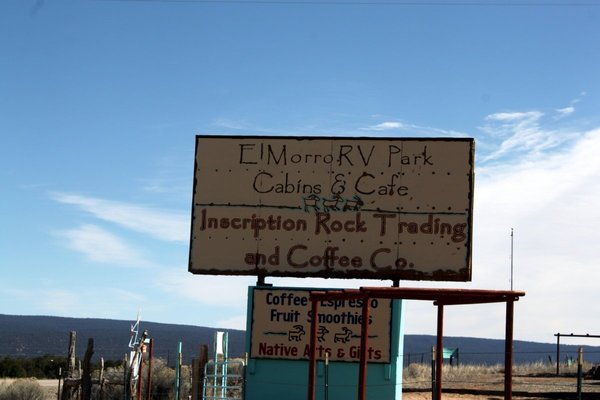 El Morro RV Park
Cabins & Cafe
Inscription Rock Trading
and Coffee Co.
Coffee Espresso
Fruit Smoothies
Native Arts & Gifts